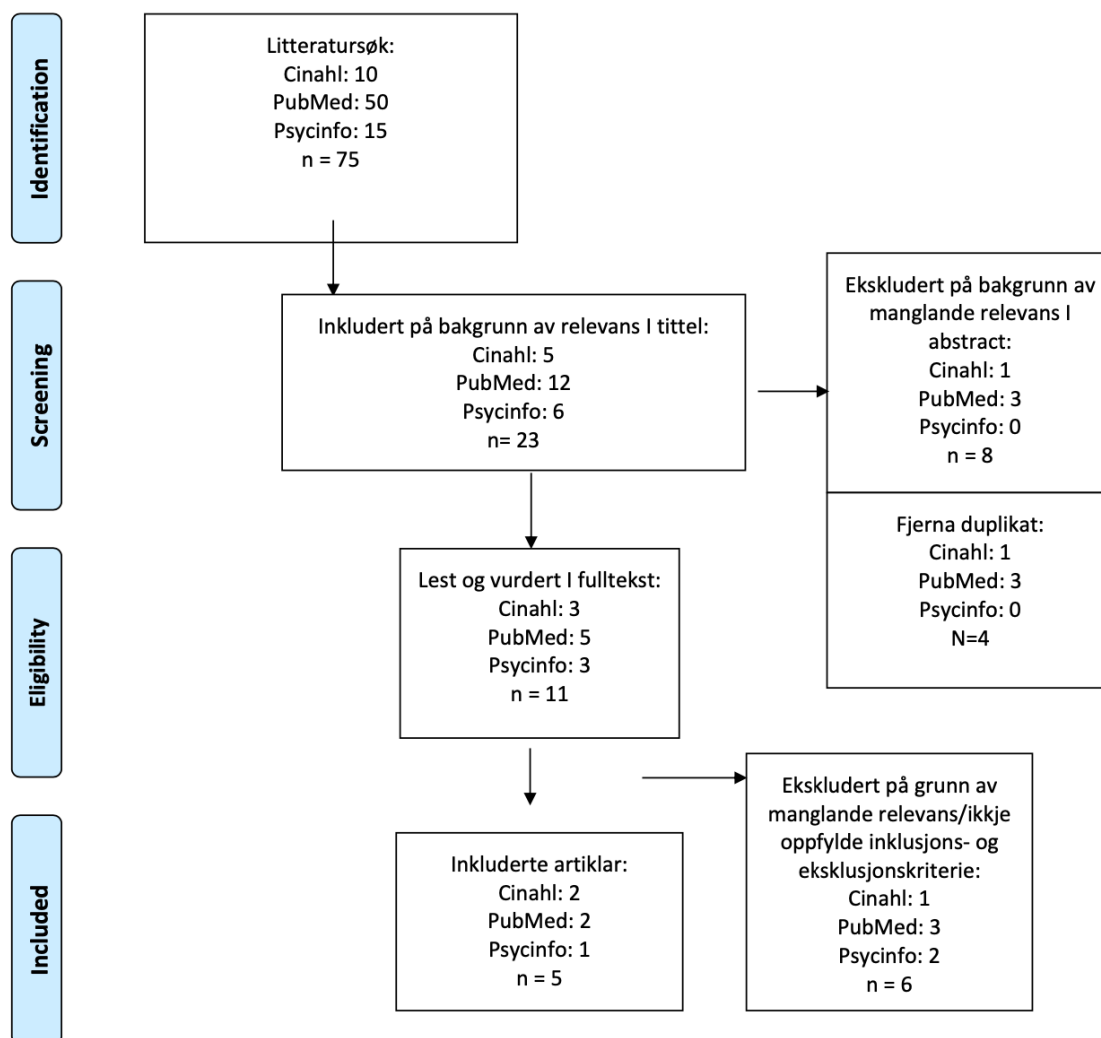 Identification
Litteratursøk:
Cinahl: 10
PubMed: 50
Psycinfo: 15
n = 75
Screening
Inkludert på bakgrunn av relevans I tittel:
Cinahl: 5
PubMed: 12
Psycinfo: 6
n= 23
Ekskludert på bakgrunn av
manglande relevans I
abstract:
Cinahl: 1
PubMed: 3
Psycinfo: 0
n = 8
Fjerna duplikat:
Cinahl: 1
PubMed: 3
Psycinfo: 0
N=4
Eligibility
Lest og vurdert I fulltekst:
Cinahl: 3
PubMed: 5
Psycinfo: 3
n = 11
Ekskludert på grunn av
manglande relevans/ikkje
oppfylde inklusjons- og
eksklusjonskriterie:
Cinahl: 1
PubMed: 3
Psycinfo: 2
n = 6
Included
Inkluderte artiklar:
Cinahl: 2
PubMed: 2
Psycinfo: 1
n = 5